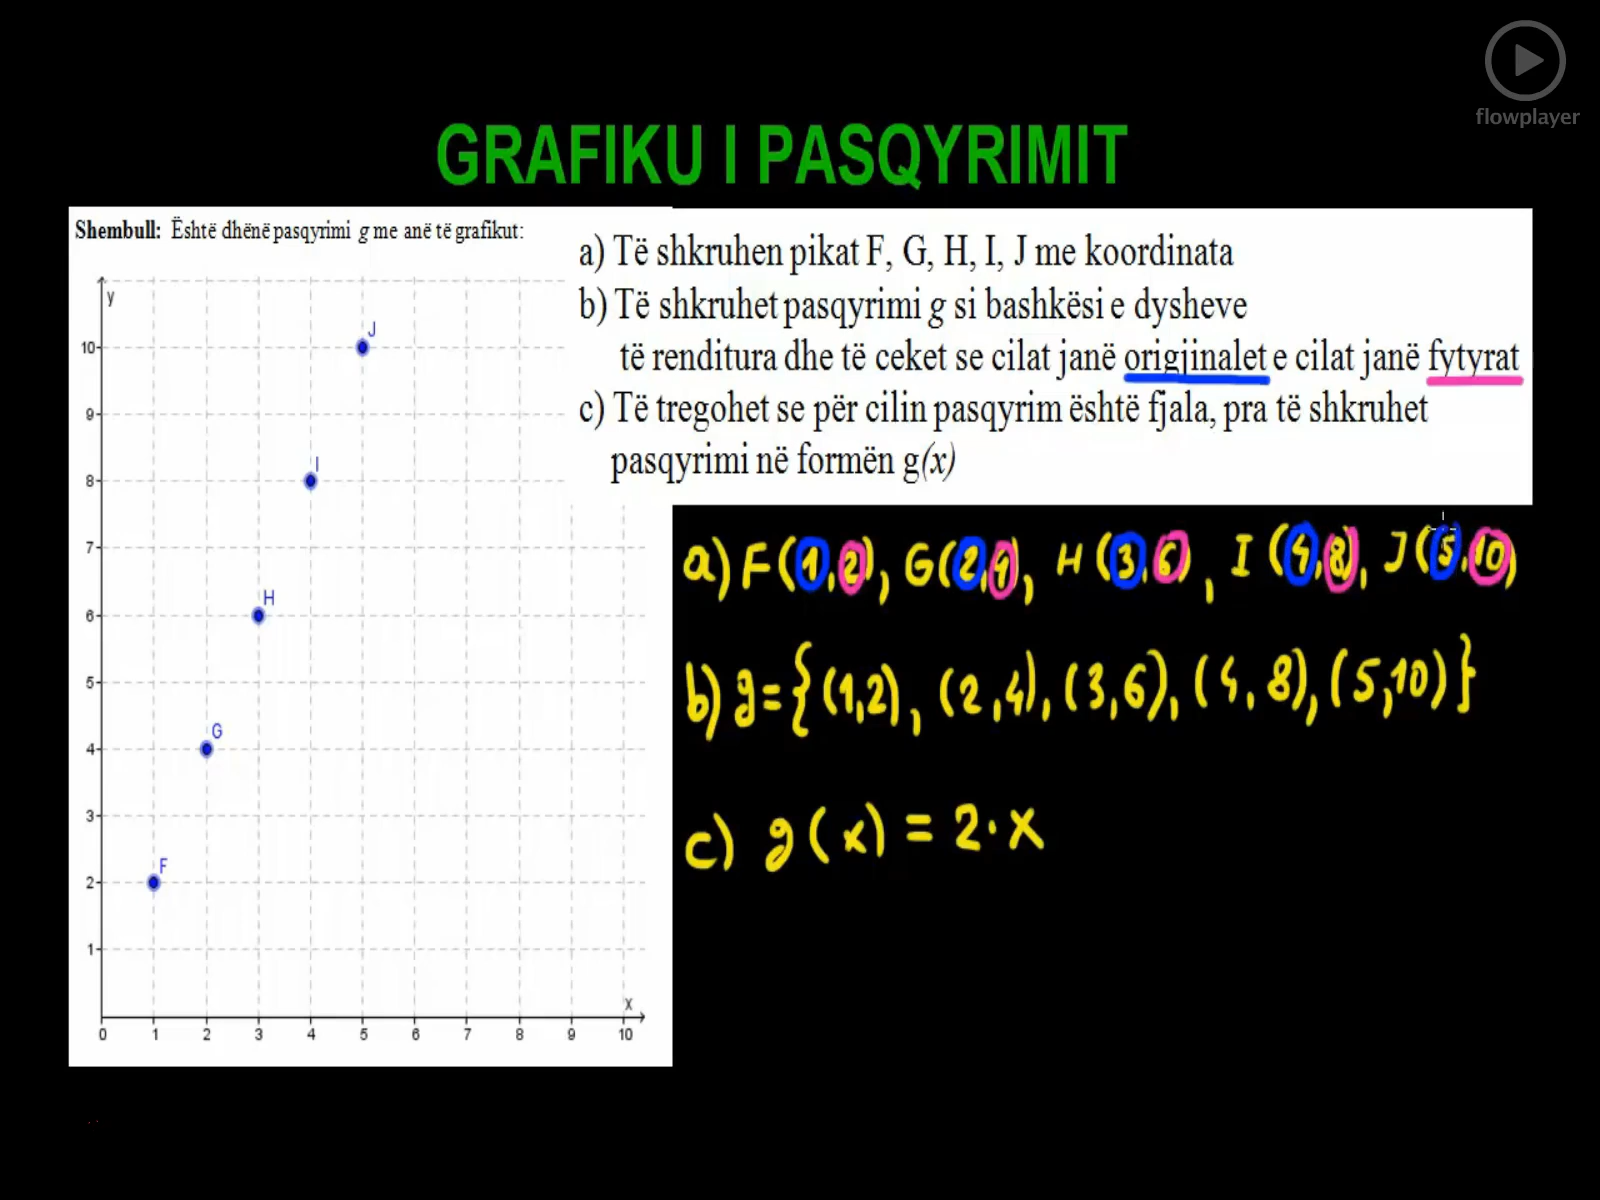 flowplayer
GRAFIKU I PASQYRIMIT
Shembull: Është dhënë pasqyrimi g me anë të grafikut:
y
10
9
8
7
6
5
4
3
2
1
J
I
H
G
F
x
0 1 2 3 4 5 6 7 8 9 10
a) Të shkruhen pikat F, G, H, I, J me koordinata
b) Të shkruhet pasqyrimi g si bashkësi e dysheve
të renditura dhe të ceket se cilat janë origjinalet e cilat janë fytyrat
c) Të tregohet se për cilin pasqyrim është fjala, pra të shkruhet
pasqyrimi në formën g(x)
a) F(1,2), G(2,4), H(3,6), I(4,8), J(5,10),
b) g={(1,2), (2,4), (3,6), (4,8), (5,10)}
c) g(x) = 2·x